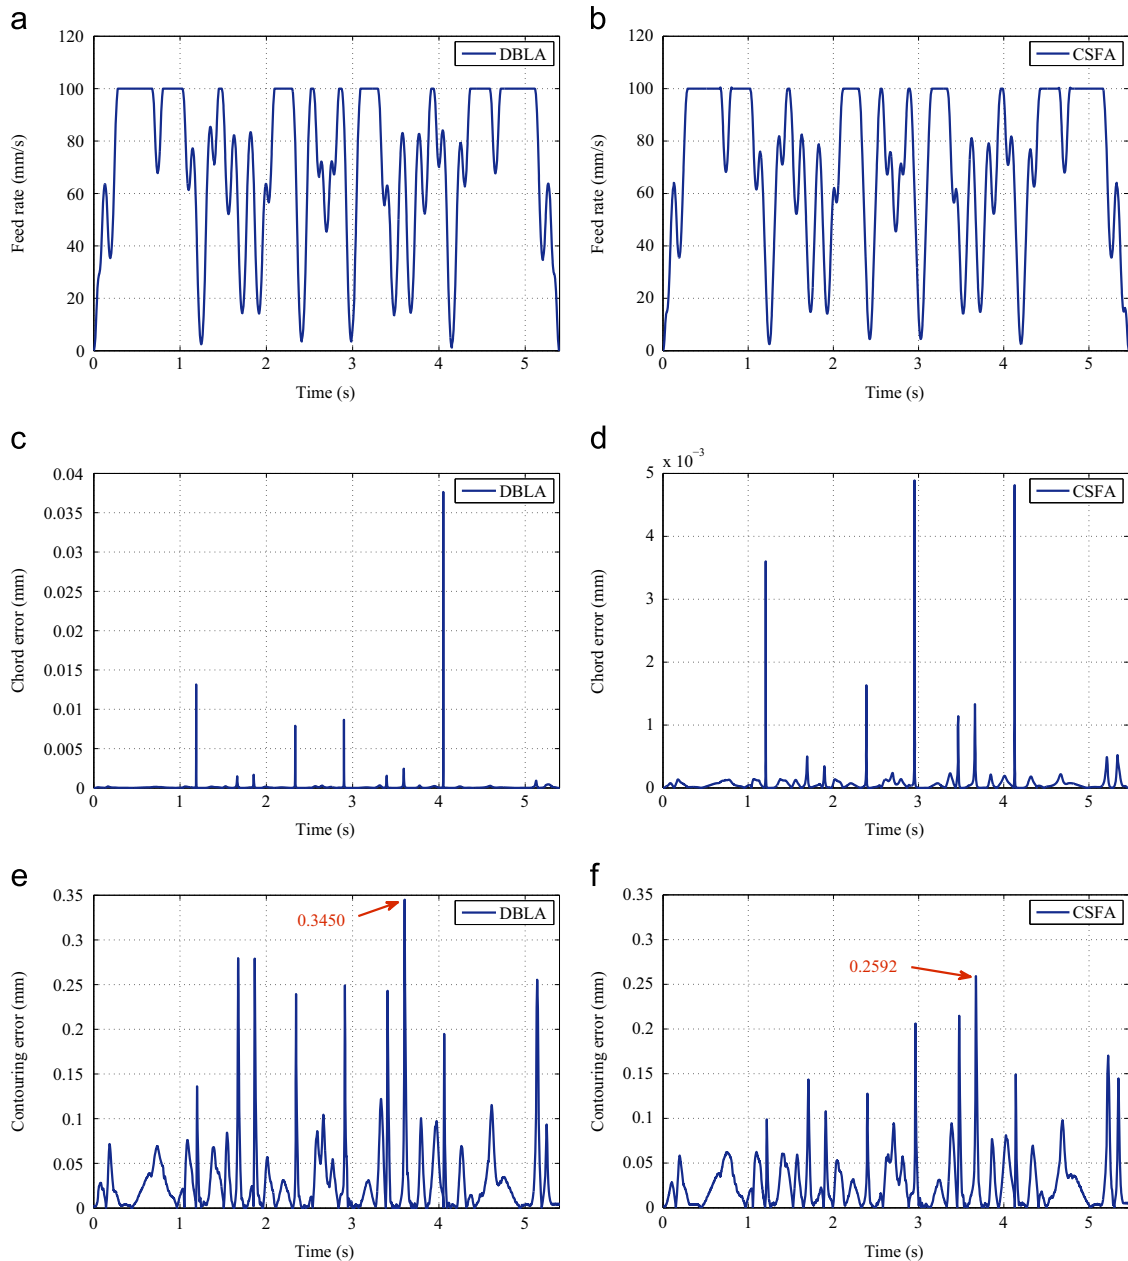 a
120
100
80
60
40
20
0
Feed rate (mm/s)
DBLA
0 1 2 3 4 5
Time (s)
b
120
100
80
60
40
20
0
Feed rate (mm/s)
CSFA
0 1 2 3 4 5
Time (s)
c
0.04
0.035
0.03
0.025
0.02
0.015
0.01
0.005
0
Chord error (mm)
DBLA
0 1 2 3 4 5
Time (s)
d
x 10⁻³
5
4
3
2
1
0
Chord error (mm)
CSFA
0 1 2 3 4 5
Time (s)
e
0.35
0.3
0.25
0.2
0.15
0.1
0.05
0
Contouring error (mm)
0.3450
DBLA
0 1 2 3 4 5
Time (s)
f
0.35
0.3
0.25
0.2
0.15
0.1
0.05
0
Contouring error (mm)
0.2592
CSFA
0 1 2 3 4 5
Time (s)